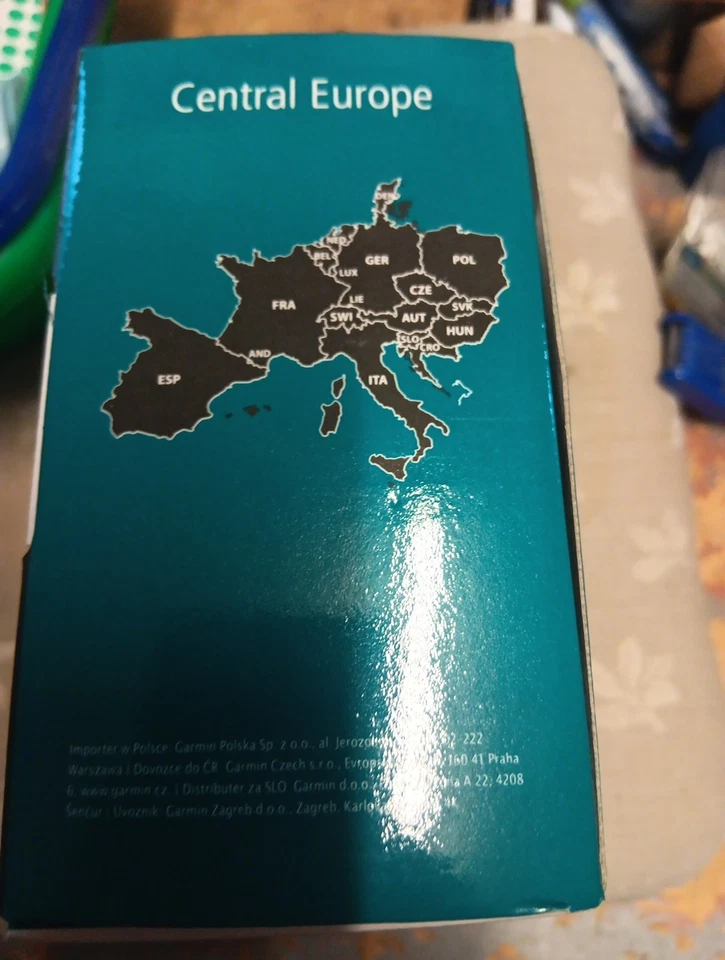 Central Europe
DEN
NED
BEL
GER
POL
LUX
CZE
LIE
SVK
FRA
SWI
AUT
HUN
SLO
CRO
AND
ESP
ITA
Importer w Polsce: Garmin Polska Sp. z o.o., al. 222
Warszawa | Dovozce do ČR: Garmin Czech s.r.o., 160 41 Praha
6, www.garmin.cz | Distributer za SLO: Garmin d.o.o. A 22, 4208
Šenčur | Uvoznik: Garmin Zagreb d.o.o., Zagreb,